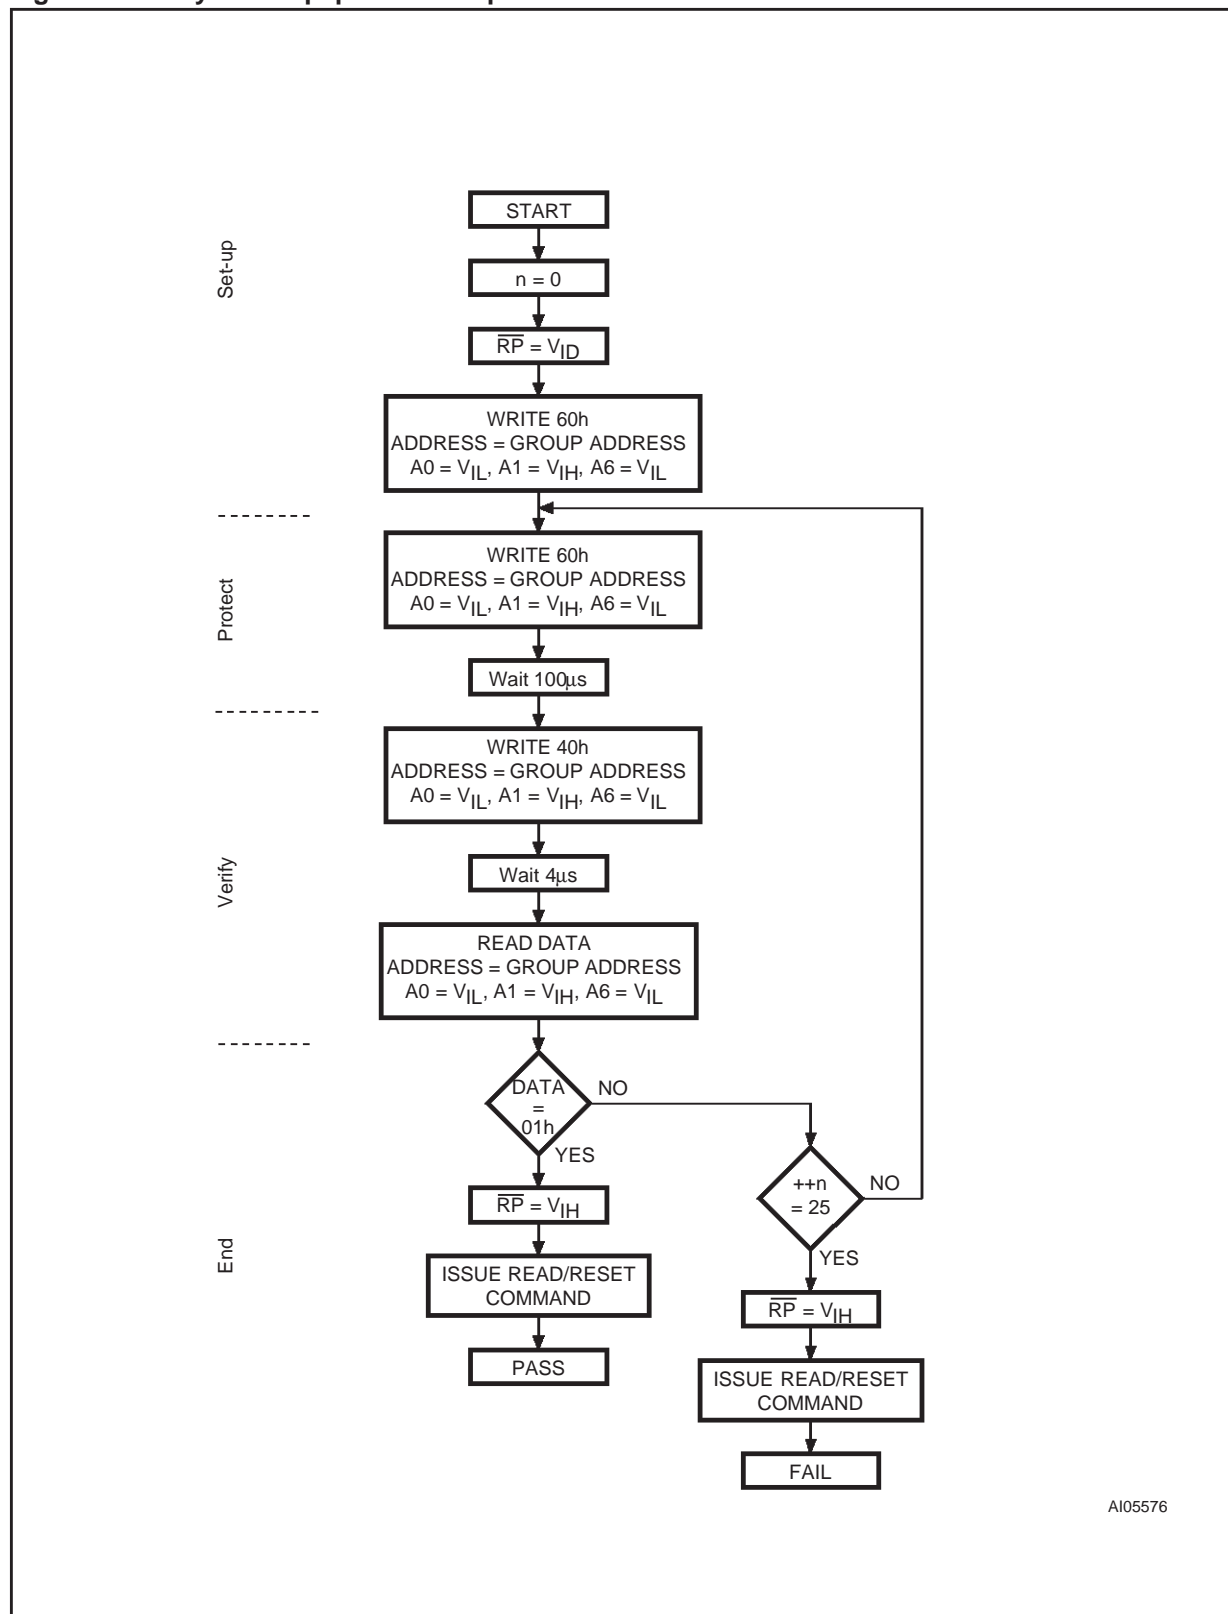 START
Set-up
n = 0
RP = VID
WRITE 60h
ADDRESS = GROUP ADDRESS
A0 = VIL, A1 = VIH, A6 = VIL
Protect
WRITE 60h
ADDRESS = GROUP ADDRESS
A0 = VIL, A1 = VIH, A6 = VIL
Wait 100µs
Verify
WRITE 40h
ADDRESS = GROUP ADDRESS
A0 = VIL, A1 = VIH, A6 = VIL
Wait 4µs
READ DATA
ADDRESS = GROUP ADDRESS
A0 = VIL, A1 = VIH, A6 = VIL
End
DATA
=
01h
NO
YES
++n
= 25
NO
YES
RP = VIH
ISSUE READ/RESET
COMMAND
PASS
RP = VIH
ISSUE READ/RESET
COMMAND
FAIL
AI05576